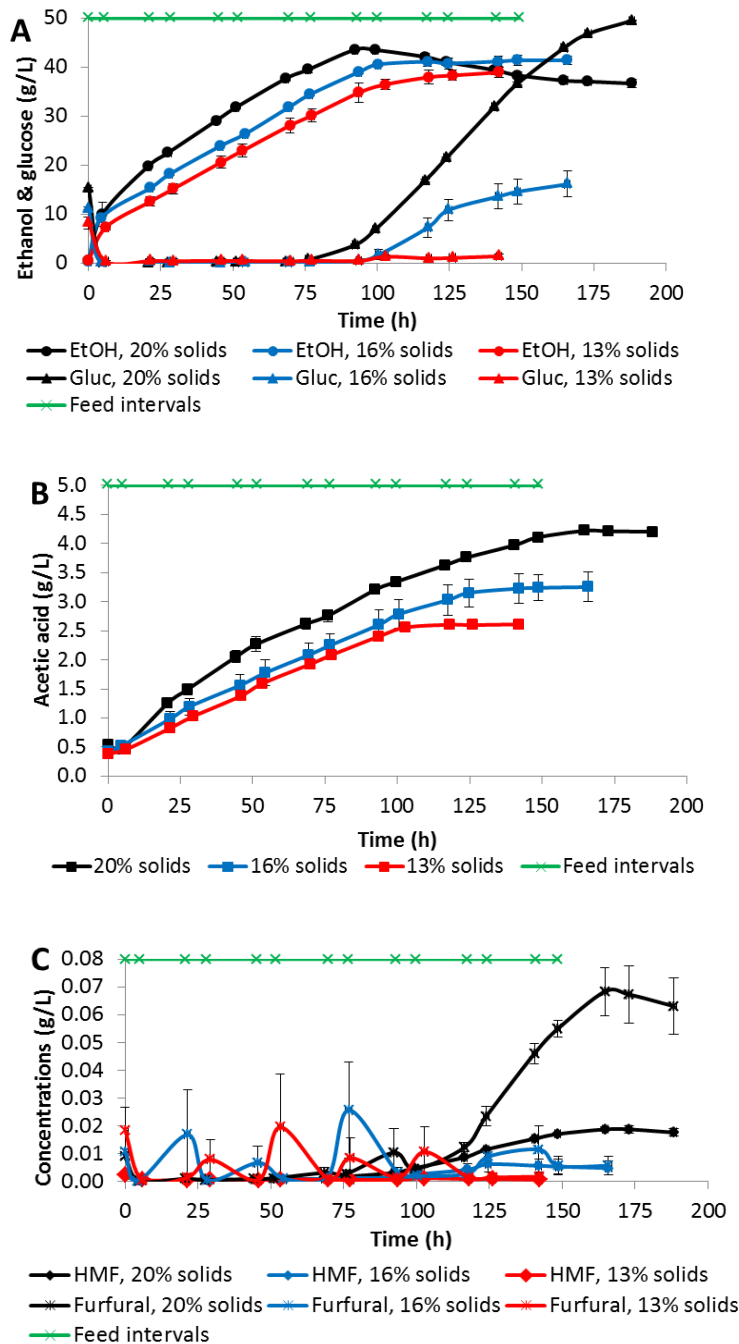 A
Ethanol & glucose (g/L)
50
40
30
20
10
0
0 25 50 75 100 125 150 175 200
Time (h)
EtOH, 20% solids EtOH, 16% solids EtOH, 13% solids
Gluc, 20% solids Gluc, 16% solids Gluc, 13% solids
Feed intervals
B
Acetic acid (g/L)
5.0
4.5
4.0
3.5
3.0
2.5
2.0
1.5
1.0
0.5
0.0
0 25 50 75 100 125 150 175 200
Time (h)
20% solids 16% solids 13% solids Feed intervals
C
Concentrations (g/L)
0.08
0.07
0.06
0.05
0.04
0.03
0.02
0.01
0.00
0 25 50 75 100 125 150 175 200
Time (h)
HMF, 20% solids HMF, 16% solids HMF, 13% solids
Furfural, 20% solids Furfural, 16% solids Furfural, 13% solids
Feed intervals